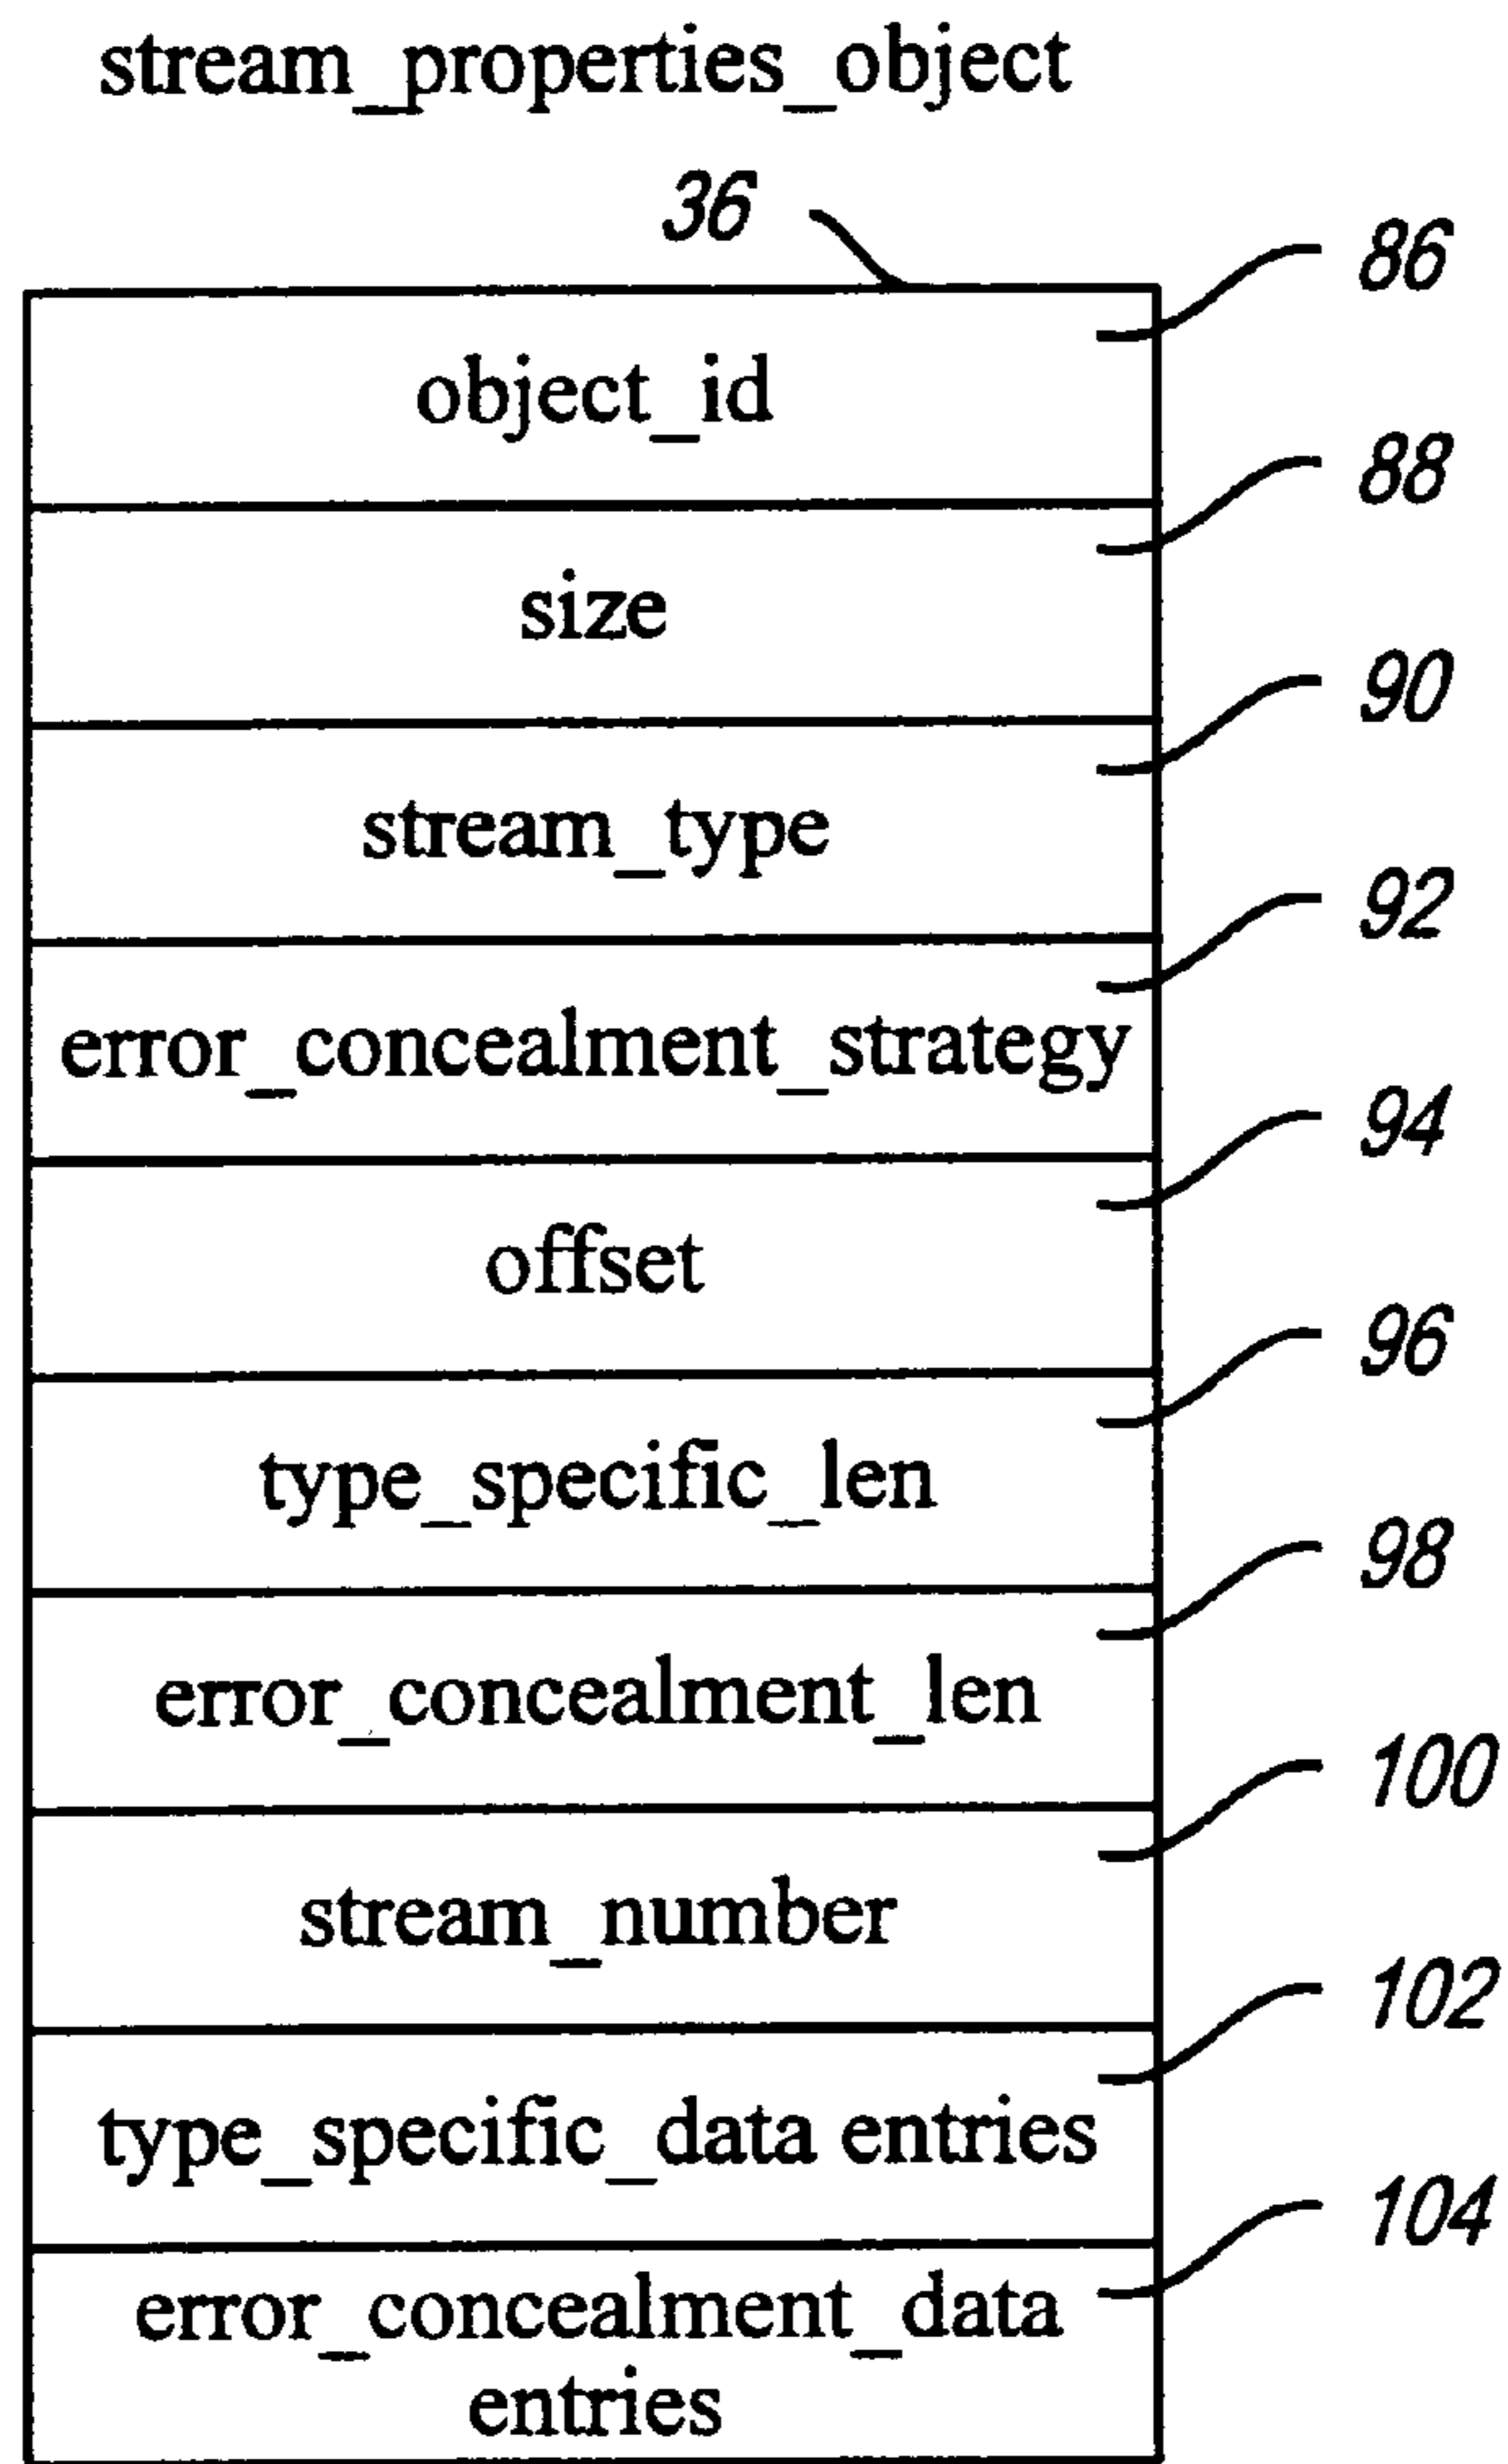 stream_properties_object
36
86
object_id
88
size
90
stream_type
92
error_concealment_strategy
94
offset
96
type_specific_len
98
error_concealment_len
100
stream_number
102
type_specific_data entries
104
error_concealment_data
entries